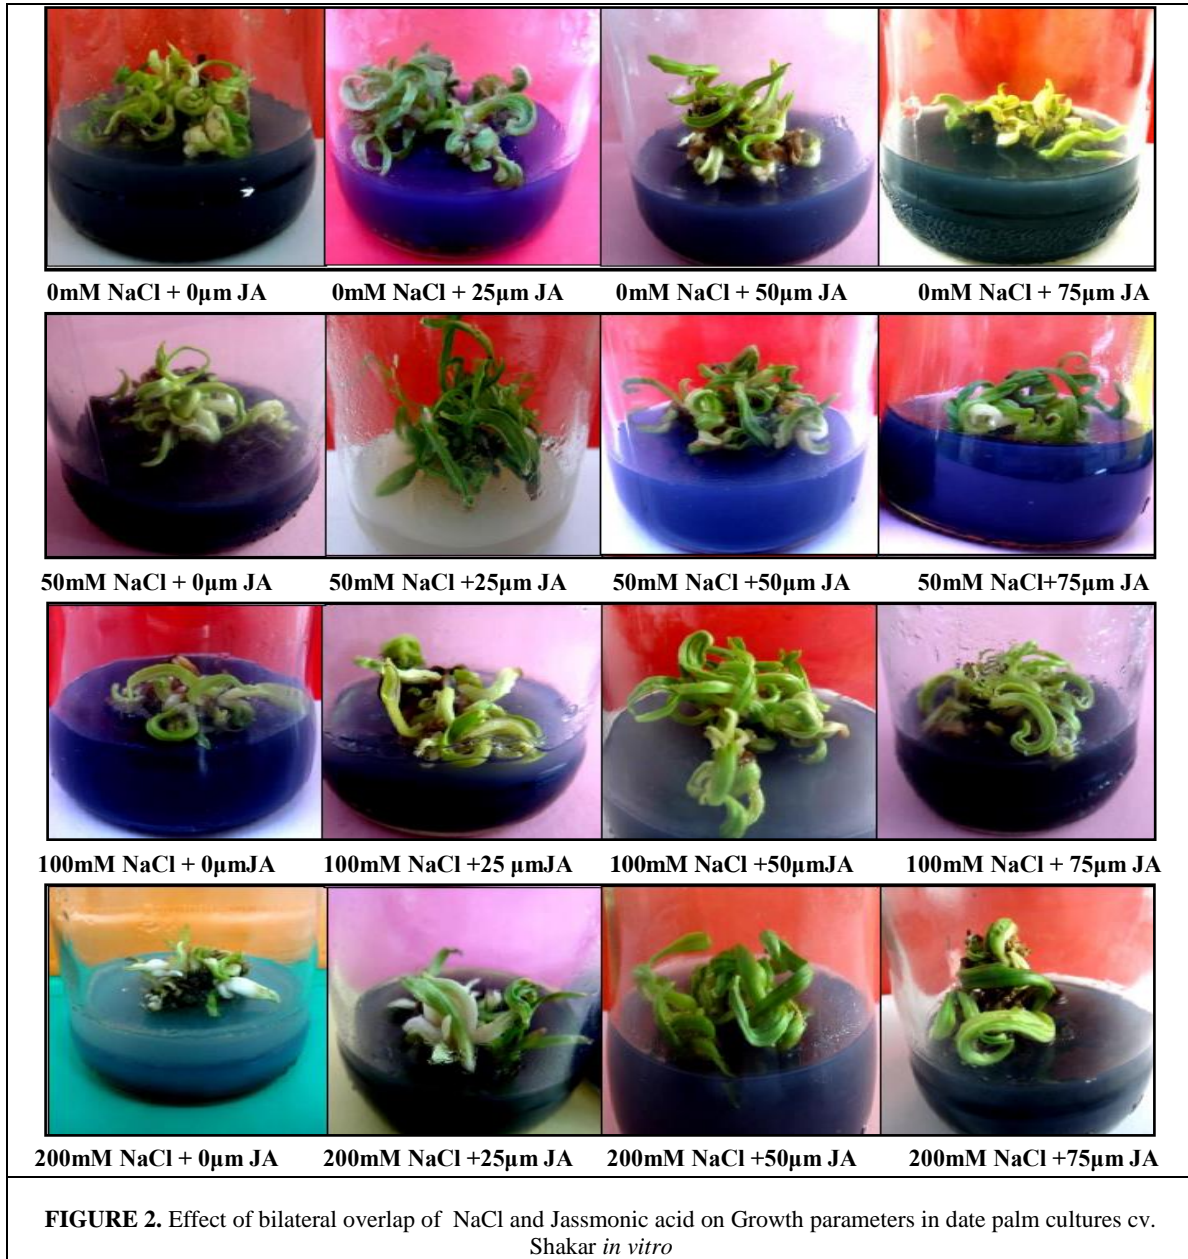 0mM NaCl + 0µm JA 0mM NaCl + 25µm JA 0mM NaCl + 50µm JA 0mM NaCl + 75µm JA
50mM NaCl + 0µm JA 50mM NaCl +25µm JA 50mM NaCl +50µm JA 50mM NaCl+75µm JA
100mM NaCl + 0µmJA 100mM NaCl +25 µmJA 100mM NaCl +50µmJA 100mM NaCl + 75µm JA
200mM NaCl + 0µm JA 200mM NaCl +25µm JA 200mM NaCl +50µm JA 200mM NaCl +75µm JA
FIGURE 2. Effect of bilateral overlap of NaCl and Jassmonic acid on Growth parameters in date palm cultures cv.
Shakar in vitro